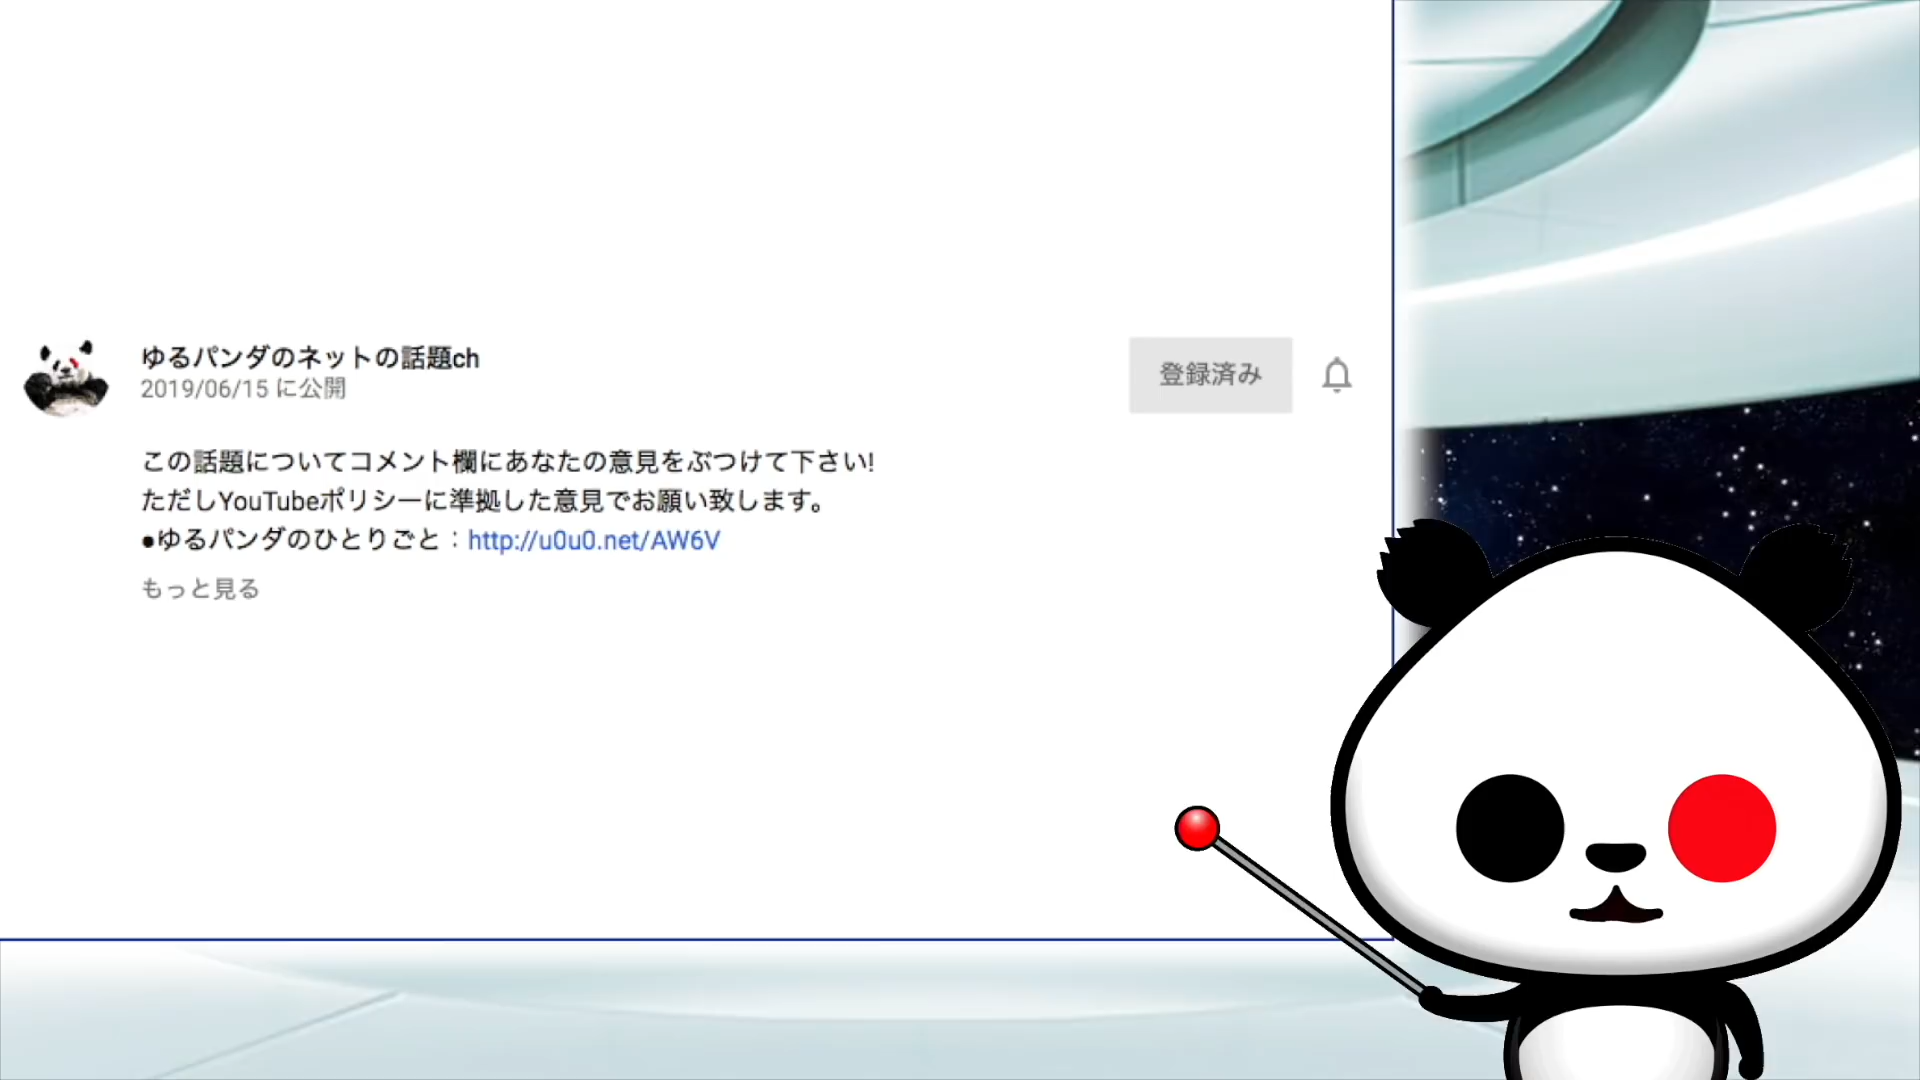 ゆるパンダのネットの話題ch
2019/06/15 に公開
登録済み
この話題についてコメント欄にあなたの意見をぶつけて下さい!
ただしYouTubeポリシーに準拠した意見でお願い致します。
●ゆるパンダのひとりごと：http://u0u0.net/AW6V
もっと見る